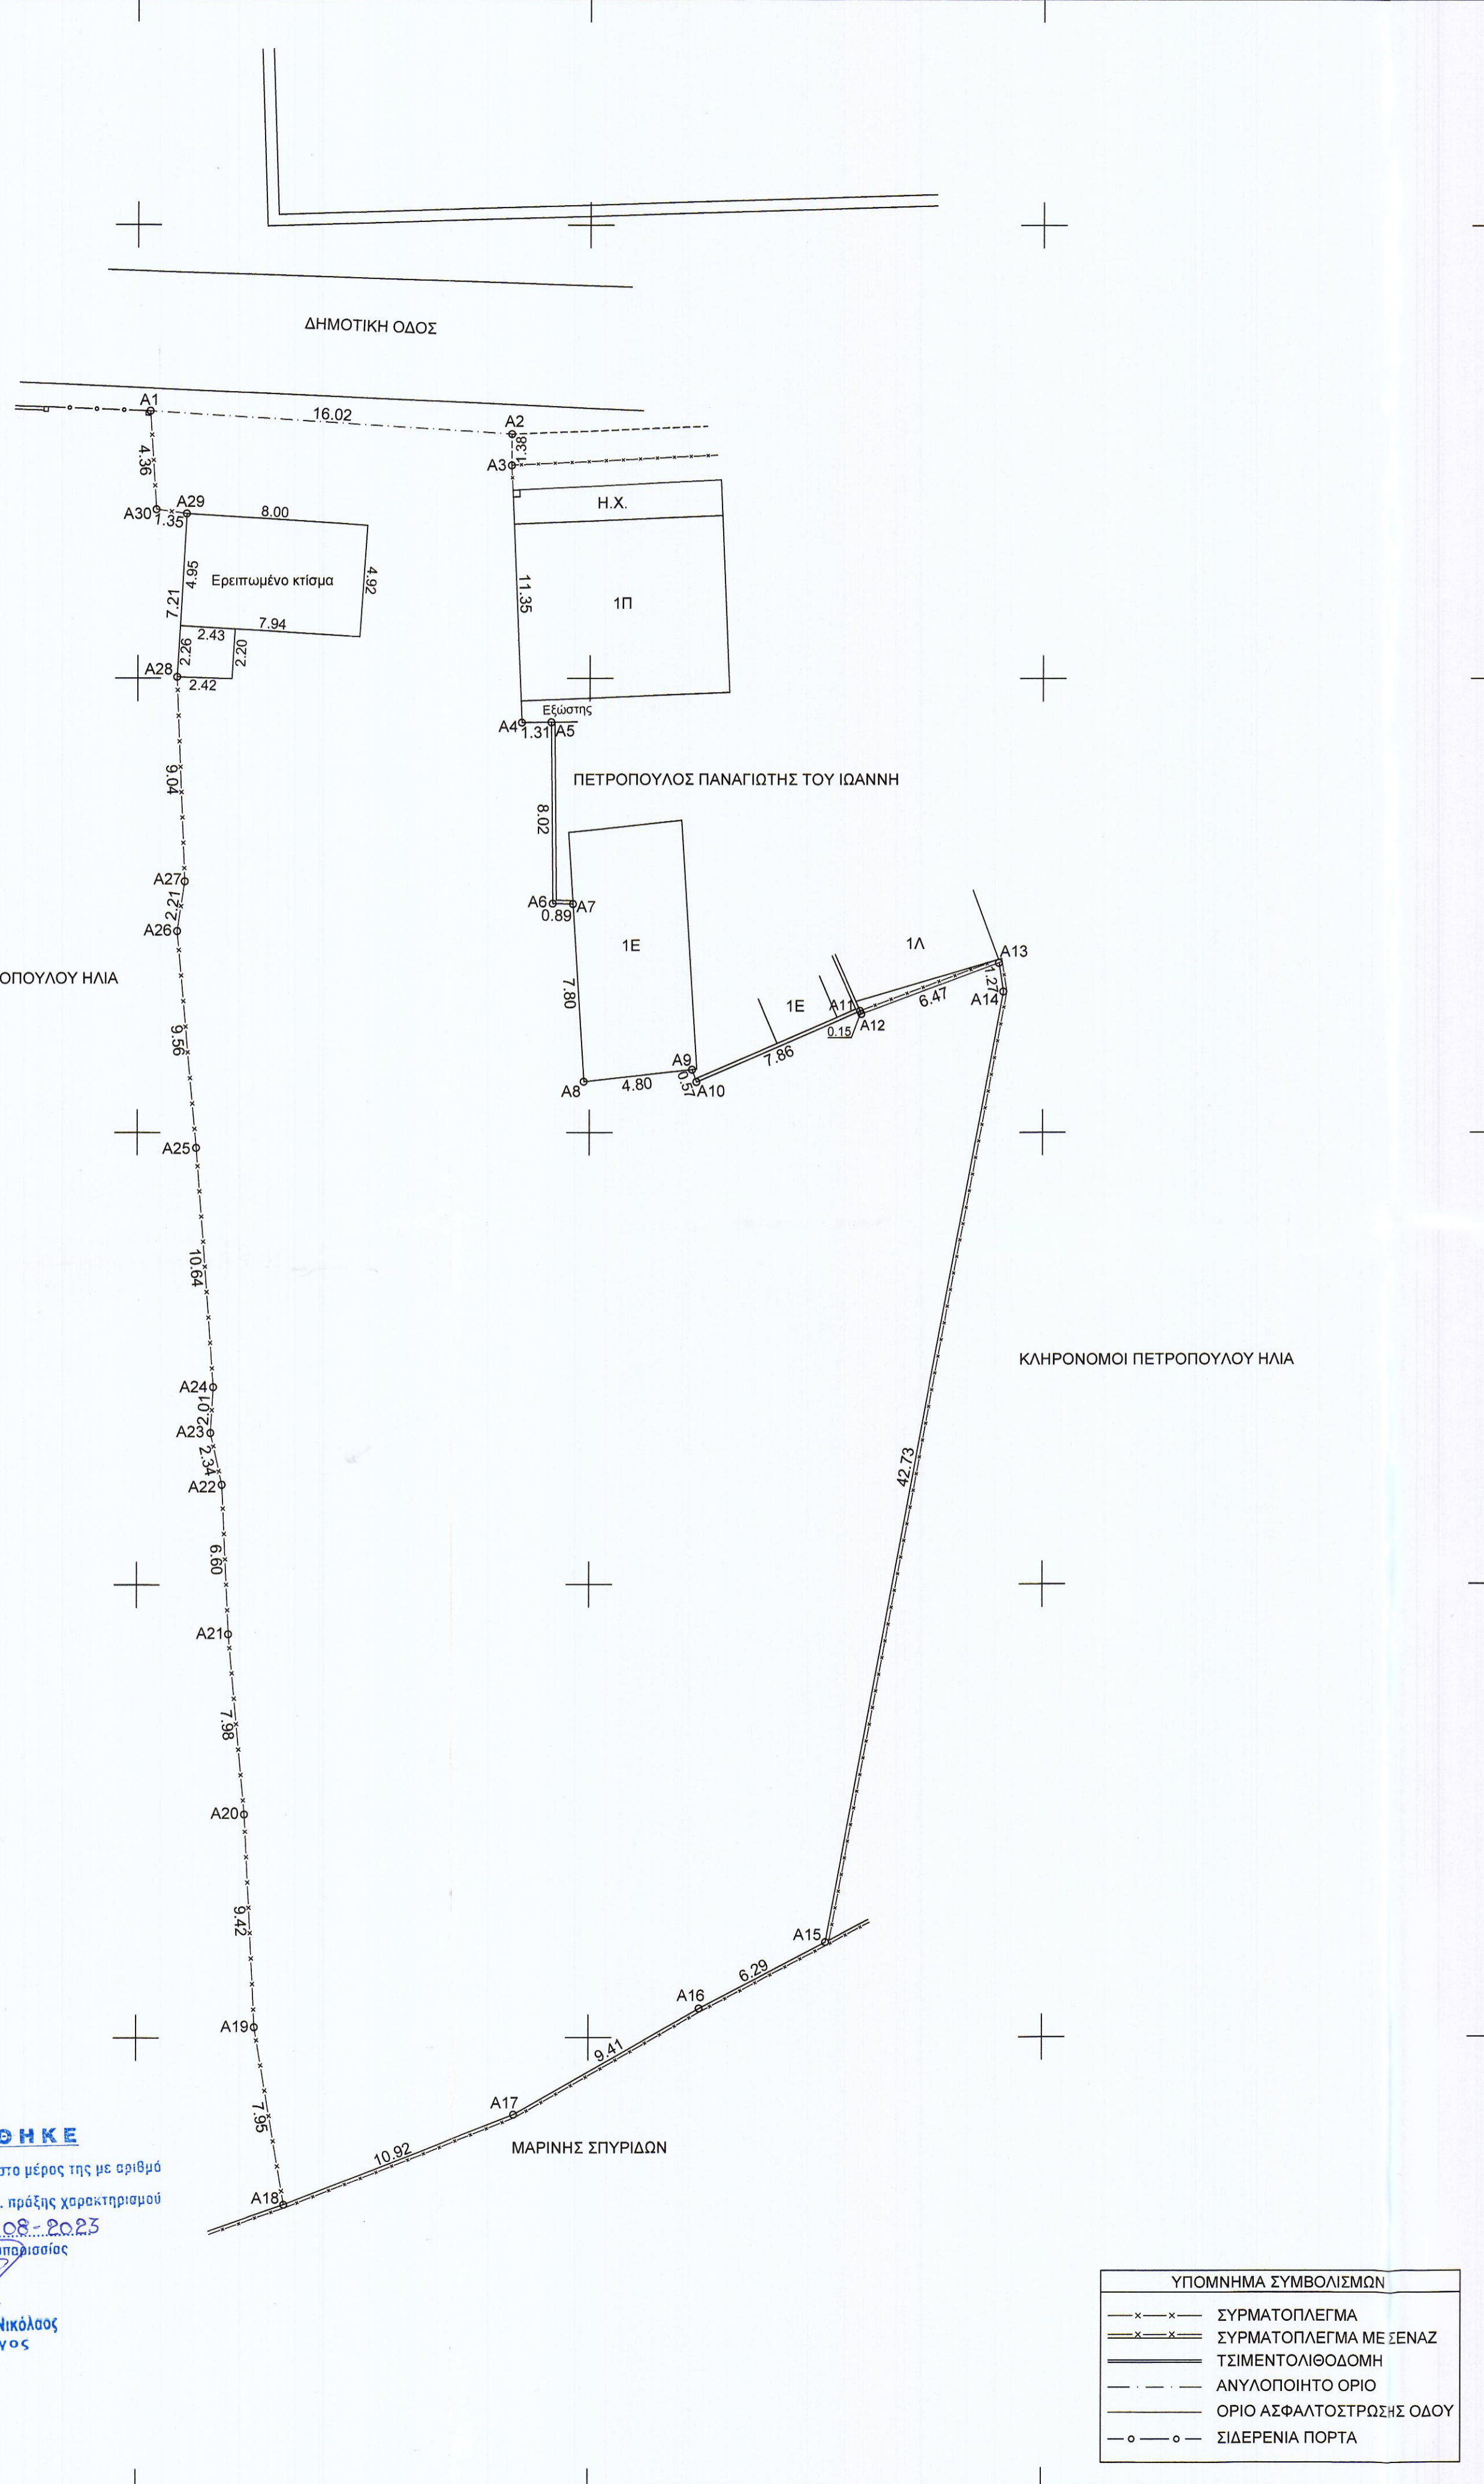 ΔΗΜΟΤΙΚΗ ΟΔΟΣ
A1
16.02
A2
4.36
1.38
A3
A30
A29
1.35
8.00
Η.Χ.
4.95
7.21
Ερειπωμένο κτίσμα
4.92
11.35
1Π
2.43
7.94
2.26
2.20
A28
2.42
Εξώστης
A4
1.31
A5
9.04
ΠΕΤΡΟΠΟΥΛΟΣ ΠΑΝΑΓΙΩΤΗΣ ΤΟΥ ΙΩΑΝΝΗ
8.02
A27
2.21
A6
A7
0.89
A26
1Ε
1Λ
A13
ΟΠΟΥΛΟΥ ΗΛΙΑ
7.80
1.27
6.47
A14
1Ε
A11
0.15
A12
9.56
7.86
A9
A8
4.80
0.57
A10
A25
10.64
ΚΛΗΡΟΝΟΜΟΙ ΠΕΤΡΟΠΟΥΛΟΥ ΗΛΙΑ
A24
2.01
A23
2.34
42.73
A22
6.60
A21
7.98
A20
9.42
A15
6.29
A16
A19
9.41
7.95
A17
10.92
ΜΑΡΙΝΗΣ ΣΠΥΡΙΔΩΝ
A18
ΘΗΚΕ
στο μέρος της με αριθμό
. πράξης χαρακτηρισμού
08-2023
παρισσίας
Νικόλαος
γος
ΥΠΟΜΝΗΜΑ ΣΥΜΒΟΛΙΣΜΩΝ
ΣΥΡΜΑΤΟΠΛΕΓΜΑ
ΣΥΡΜΑΤΟΠΛΕΓΜΑ ΜΕ ΣΕΝΑΖ
ΤΣΙΜΕΝΤΟΛΙΘΟΔΟΜΗ
ΑΝΥΛΟΠΟΙΗΤΟ ΟΡΙΟ
ΟΡΙΟ ΑΣΦΑΛΤΟΣΤΡΩΣΗΣ ΟΔΟΥ
ΣΙΔΕΡΕΝΙΑ ΠΟΡΤΑ